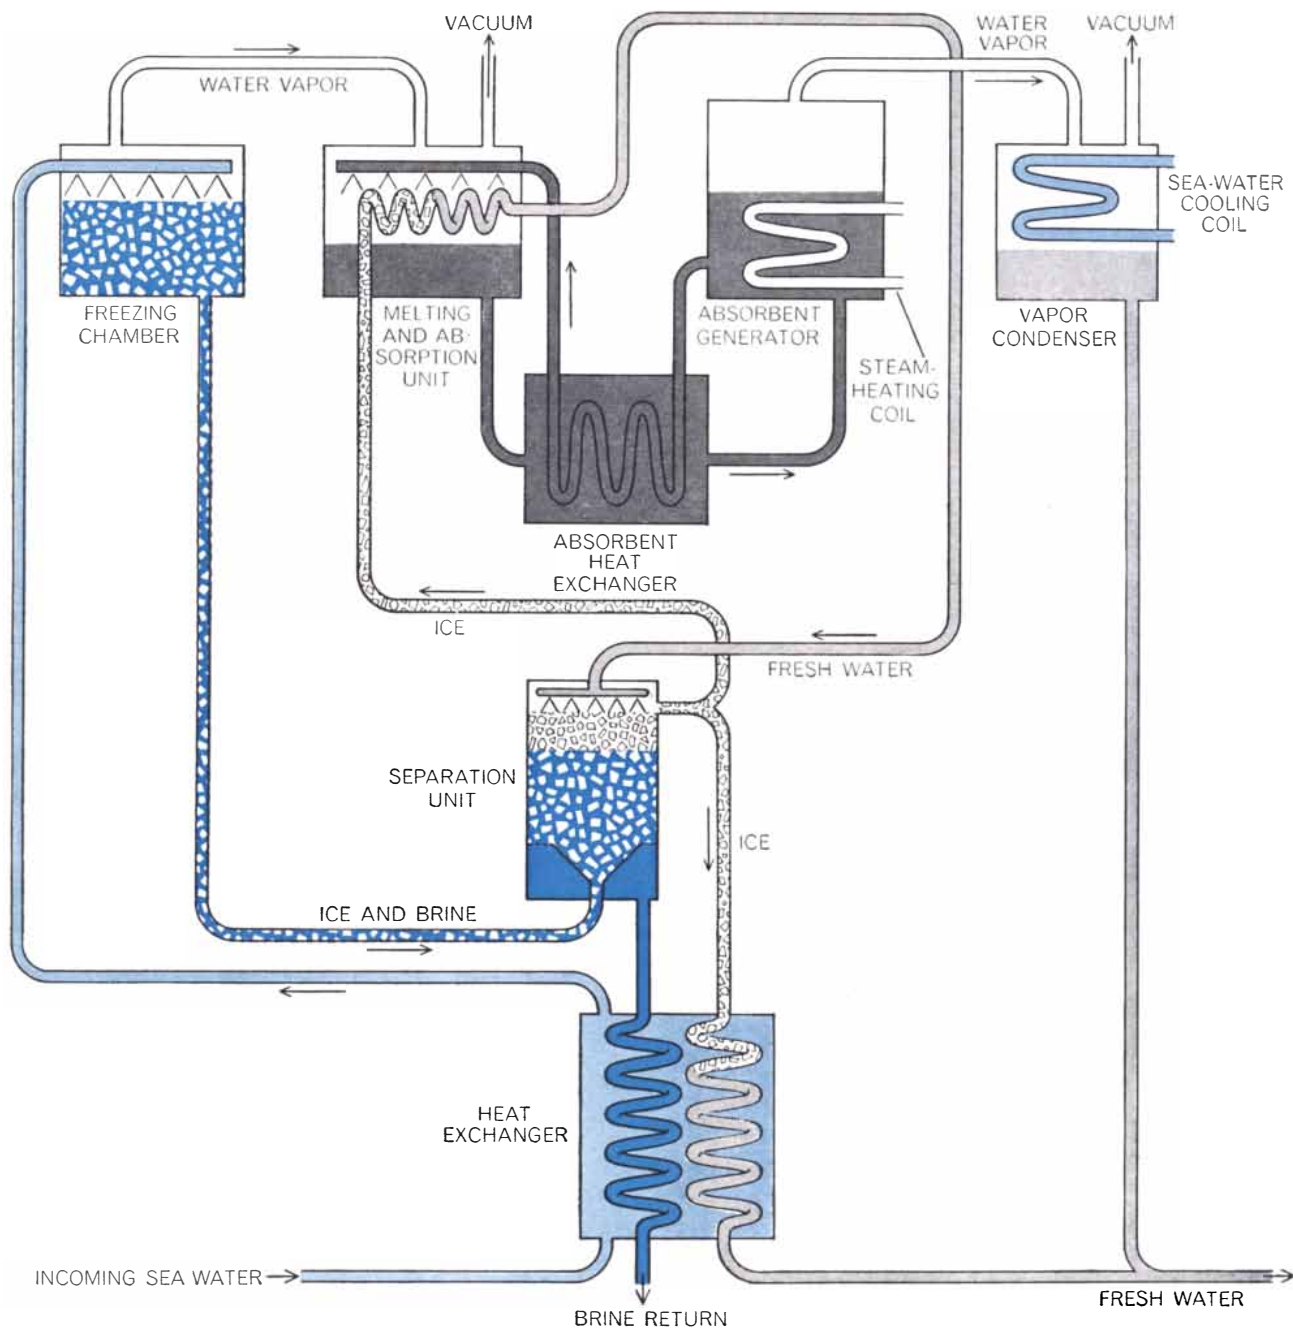 VACUUM
WATER
VAPOR
VACUUM
WATER VAPOR
SEA-WATER
COOLING
COIL
FREEZING
CHAMBER
MELTING
AND AB-
SORPTION
UNIT
ABSORBENT
GENERATOR
VAPOR
CONDENSER
STEAM-
HEATING
COIL
ABSORBENT
HEAT
EXCHANGER
ICE
FRESH WATER
SEPARATION
UNIT
ICE
ICE AND BRINE
HEAT
EXCHANGER
INCOMING SEA WATER
BRINE RETURN
FRESH WATER